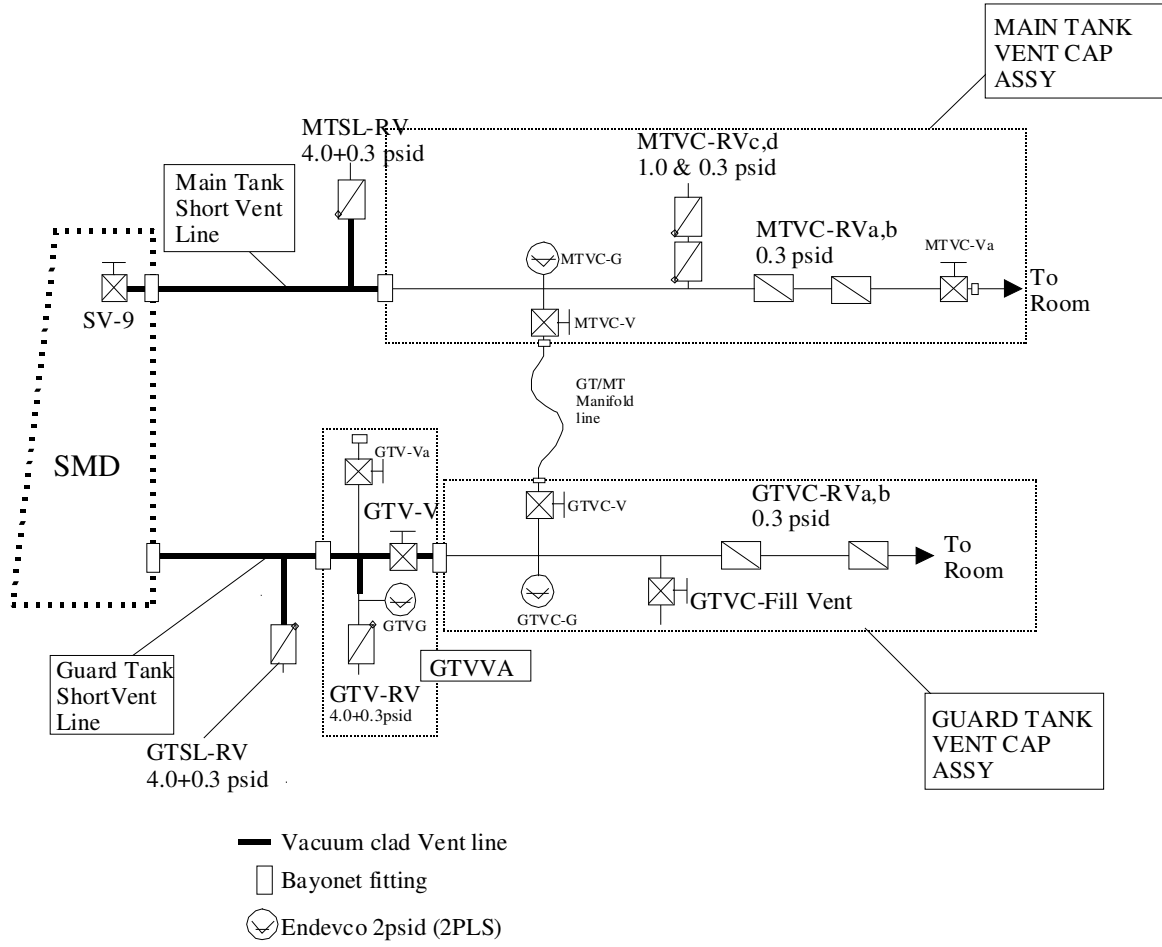 MAIN TANK
VENT CAP
ASSY
MTSL-RV
4.0+0.3 psid
MTVC-RVc,d
1.0 & 0.3 psid
Main Tank
Short Vent
Line
MTVC-RVa,b
0.3 psid
MTVC-Va
MTVC-G
To
Room
SV-9
MTVC-V
GT/MT
Manifold
line
SMD
GTV-Va
GTV-V
GTVC-V
GTVC-RVa,b
0.3 psid
To
Room
GTVG
GTVC-G
GTVC-Fill Vent
Guard Tank
ShortVent
Line
GTVVA
GTV-RV
4.0+0.3psid
GTSL-RV
4.0+0.3 psid
GUARD TANK
VENT CAP
ASSY
Vacuum clad Vent line
Bayonet fitting
Endevco 2psid (2PLS)